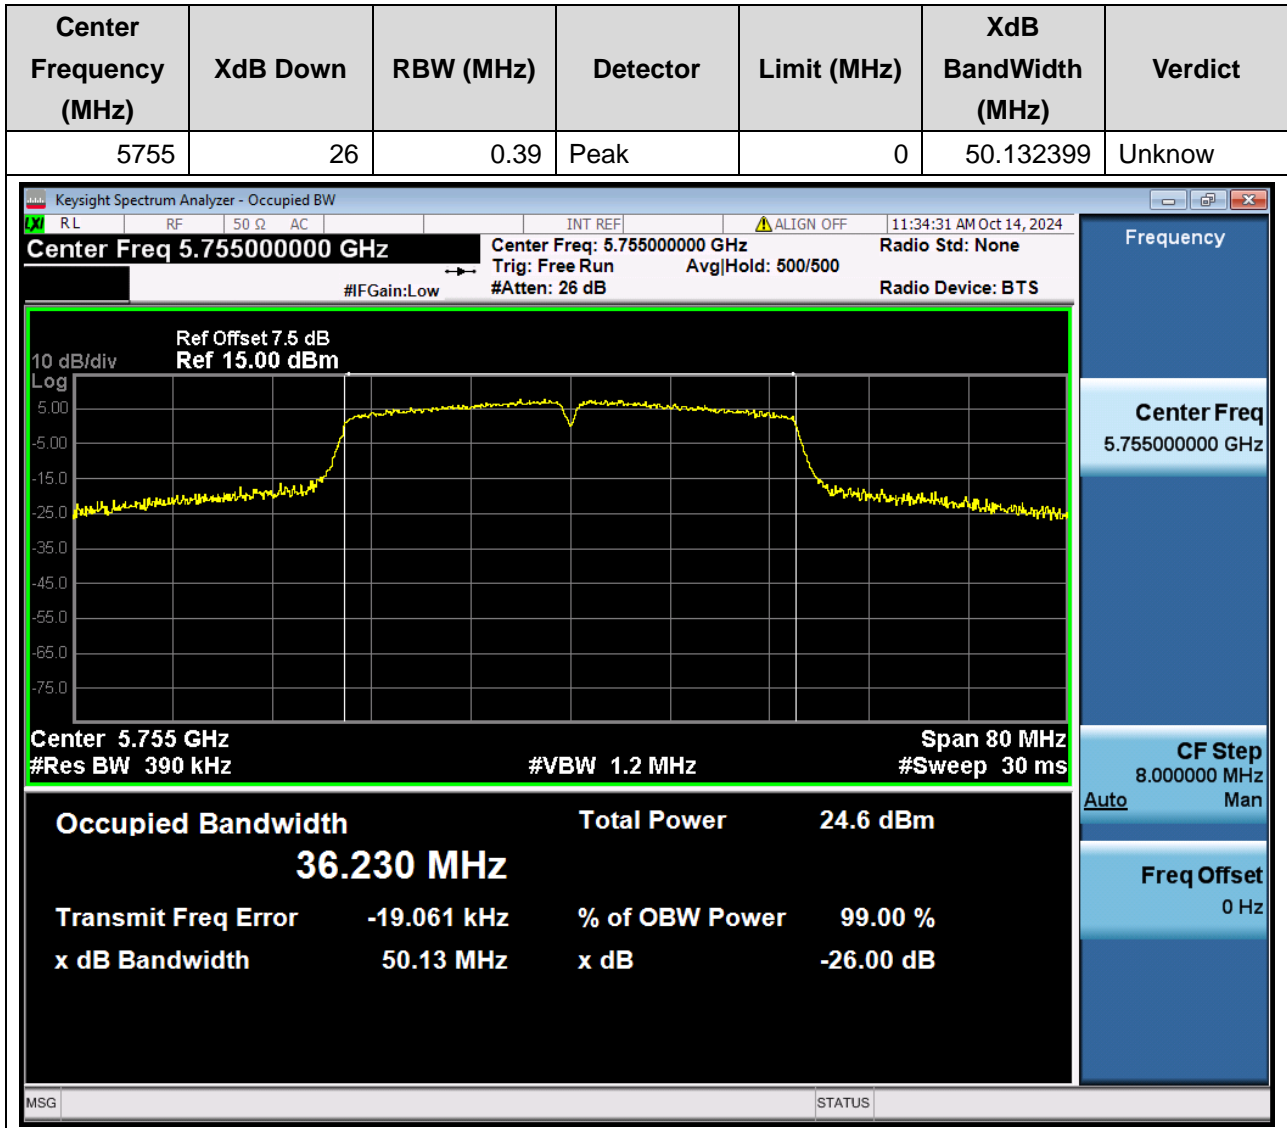 Center Frequency (MHz) XdB Down RBW (MHz) Detector Limit (MHz) XdB BandWidth (MHz) Verdict
5755 26 0.39 Peak 0 50.132399 Unknow
Keysight Spectrum Analyzer - Occupied BW
LXI RL RF 50 Ω AC INT REF ALIGN OFF 11:34:31 AM Oct 14, 2024
Center Freq 5.755000000 GHz Center Freq: 5.755000000 GHz Radio Std: None
Trig: Free Run Avg|Hold: 500/500
#IFGain:Low #Atten: 26 dB Radio Device: BTS
Ref Offset 7.5 dB
10 dB/div Ref 15.00 dBm
Log
5.00
-5.00
-15.0
-25.0
-35.0
-45.0
-55.0
-65.0
-75.0
Center 5.755 GHz Span 80 MHz
#Res BW 390 kHz #VBW 1.2 MHz #Sweep 30 ms
Occupied Bandwidth Total Power 24.6 dBm
36.230 MHz
Transmit Freq Error -19.061 kHz % of OBW Power 99.00 %
x dB Bandwidth 50.13 MHz x dB -26.00 dB
Frequency
Center Freq
5.755000000 GHz
CF Step
8.000000 MHz
Auto Man
Freq Offset
0 Hz
MSG STATUS